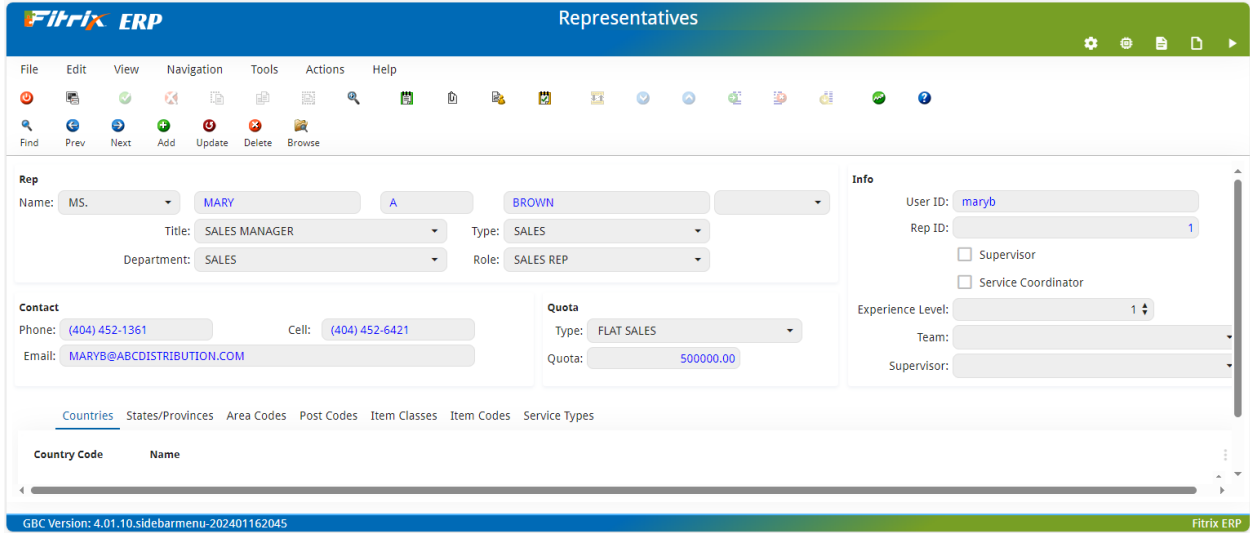 Fitrix ERP
Representatives
File Edit View Navigation Tools Actions Help
Find Prev Next Add Update Delete Browse
Rep
Name: MS. MARY A BROWN
Title: SALES MANAGER Type: SALES
Department: SALES Role: SALES REP
Info
User ID: maryb
Rep ID: 1
Supervisor
Service Coordinator
Experience Level: 1
Team:
Supervisor:
Contact
Phone: (404) 452-1361 Cell: (404) 452-6421
Email: MARYB@ABCDISTRIBUTION.COM
Quota
Type: FLAT SALES
Quota: 500000.00
Countries States/Provinces Area Codes Post Codes Item Classes Item Codes Service Types
Country Code Name
GBC Version: 4.01.10.sidebarmenu-202401162045 Fitrix ERP